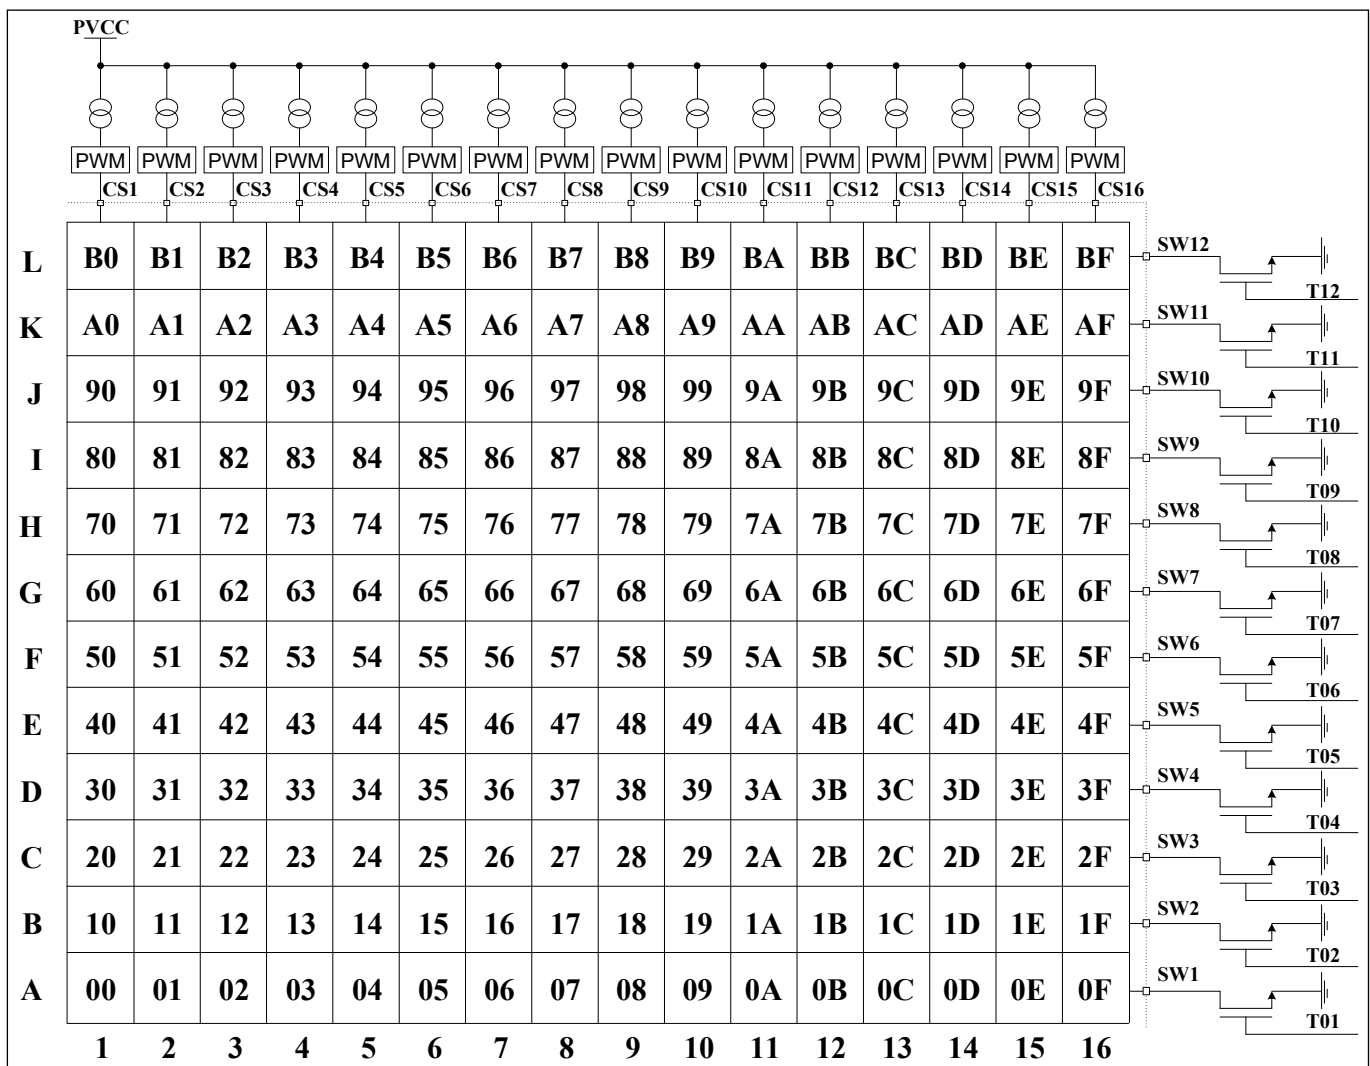 PVCC
PWM PWM PWM PWM PWM PWM PWM PWM PWM PWM PWM PWM PWM PWM PWM PWM
CS1 CS2 CS3 CS4 CS5 CS6 CS7 CS8 CS9 CS10 CS11 CS12 CS13 CS14 CS15 CS16
L B0 B1 B2 B3 B4 B5 B6 B7 B8 B9 BA BB BC BD BE BF SW12
T12
K A0 A1 A2 A3 A4 A5 A6 A7 A8 A9 AA AB AC AD AE AF SW11
T11
J 90 91 92 93 94 95 96 97 98 99 9A 9B 9C 9D 9E 9F SW10
T10
I 80 81 82 83 84 85 86 87 88 89 8A 8B 8C 8D 8E 8F SW9
T09
H 70 71 72 73 74 75 76 77 78 79 7A 7B 7C 7D 7E 7F SW8
T08
G 60 61 62 63 64 65 66 67 68 69 6A 6B 6C 6D 6E 6F SW7
T07
F 50 51 52 53 54 55 56 57 58 59 5A 5B 5C 5D 5E 5F SW6
T06
E 40 41 42 43 44 45 46 47 48 49 4A 4B 4C 4D 4E 4F SW5
T05
D 30 31 32 33 34 35 36 37 38 39 3A 3B 3C 3D 3E 3F SW4
T04
C 20 21 22 23 24 25 26 27 28 29 2A 2B 2C 2D 2E 2F SW3
T03
B 10 11 12 13 14 15 16 17 18 19 1A 1B 1C 1D 1E 1F SW2
T02
A 00 01 02 03 04 05 06 07 08 09 0A 0B 0C 0D 0E 0F SW1
T01
1 2 3 4 5 6 7 8 9 10 11 12 13 14 15 16